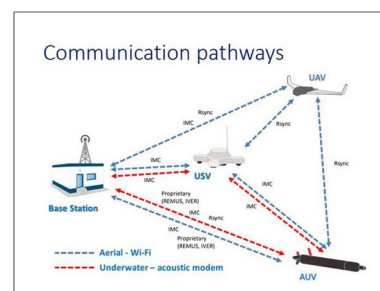 Communication pathways
UAV
Rsync
IMC
Rsync
IMC
IMC
USV
Rsync
Base Station
Proprietary
(REMUS, IVER)
IMC
IMC
IMC
Rsync
IMC
Proprietary
(REMUS, IVER)
Aerial - Wi-Fi
Underwater – acoustic modem
AUV